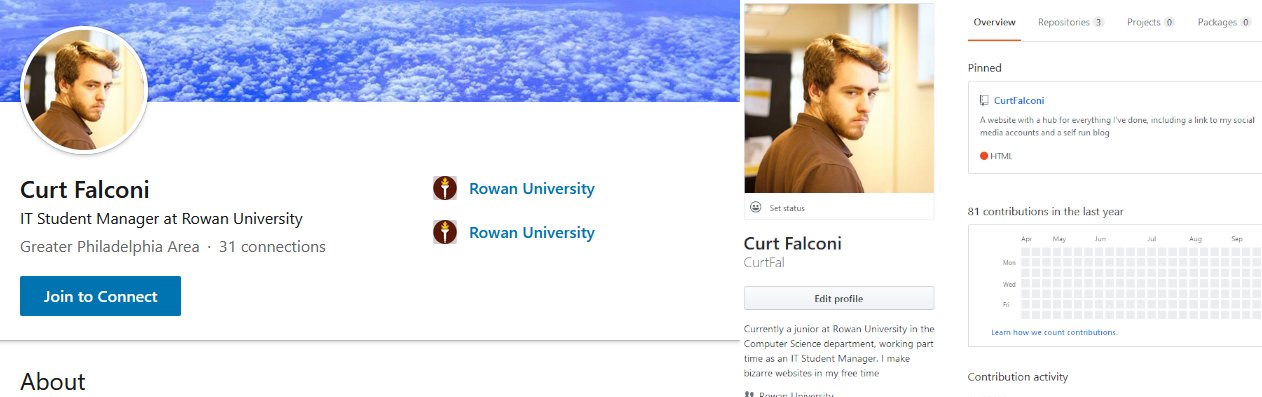 Curt Falconi
IT Student Manager at Rowan University
Greater Philadelphia Area · 31 connections
Join to Connect
Rowan University
Rowan University
About
Set status
Curt Falconi
CurtFal
Edit profile
Currently a junior at Rowan University in the
Computer Science department, working part
time as an IT Student Manager. I make
bizarre websites in my free time
Rowan University
Overview Repositories 3 Projects 0 Packages 0
Pinned
CurtFalconi
A website with a hub for everything I've done, including a link to my social
media accounts and a self run blog
HTML
81 contributions in the last year
Apr May Jun Jul Aug Sep
Mon
Wed
Fri
Learn how we count contributions.
Contribution activity